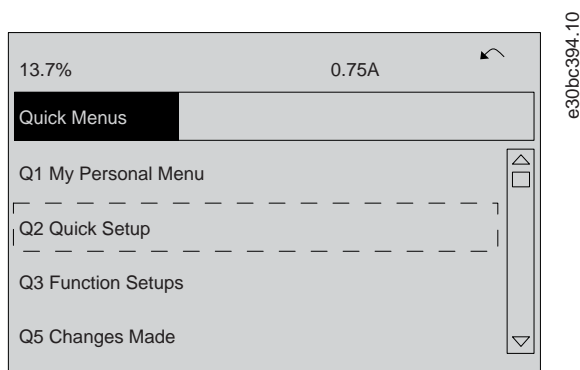 13.7% 0.75A
Quick Menus
Q1 My Personal Menu
Q2 Quick Setup
Q3 Function Setups
Q5 Changes Made
e30bc394.10